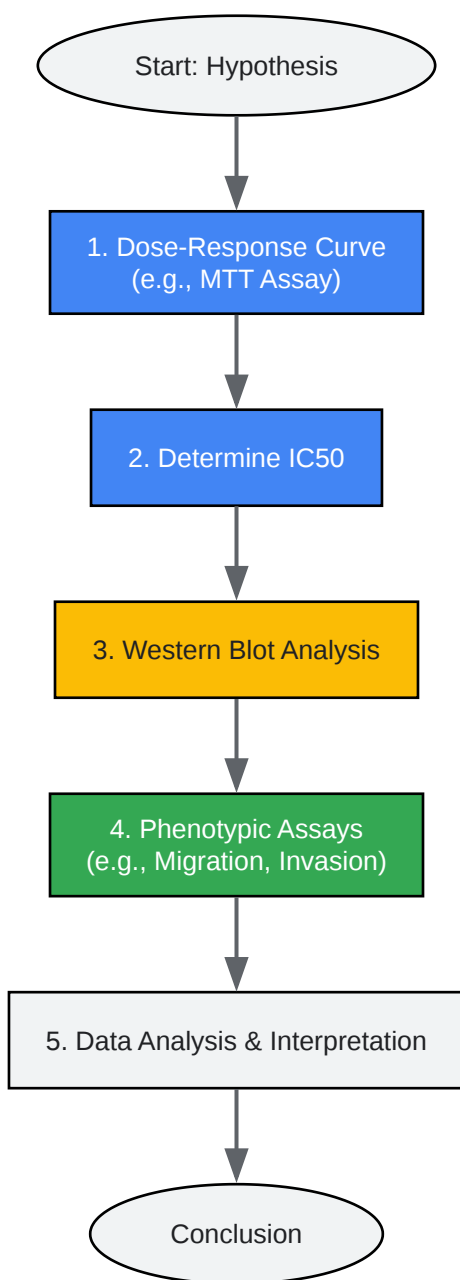 Start: Hypothesis
1. Dose-Response Curve
(e.g., MTT Assay)
2. Determine IC50
3. Western Blot Analysis
4. Phenotypic Assays
(e.g., Migration, Invasion)
5. Data Analysis & Interpretation
Conclusion